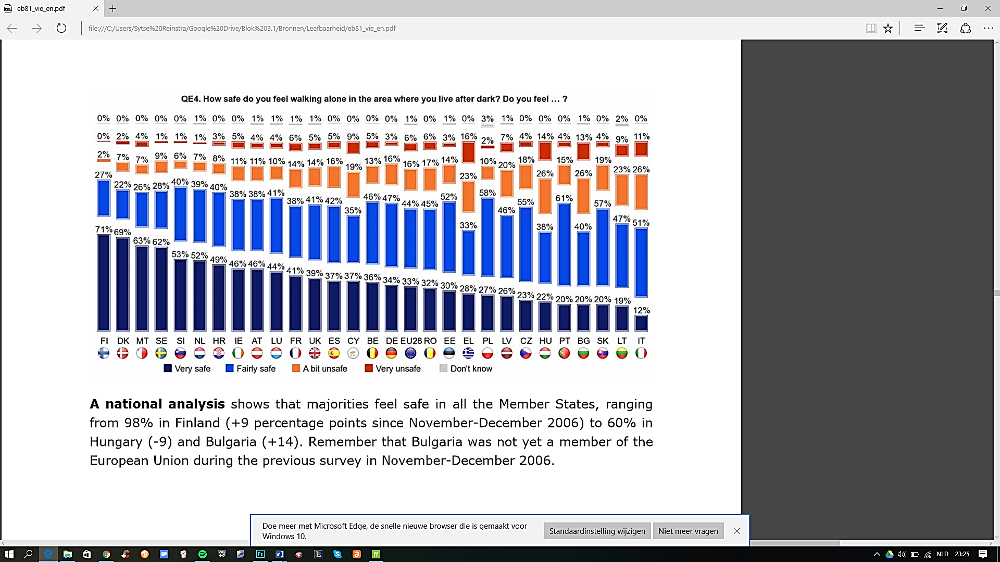 eb81_vie_en.pdf
file:///C:/Users/Sytse%20Reinstra/Google%20Drive/Blok%203.1/Bronnen/Leefbaarheid/eb81_vie_en.pdf
QE4. How safe do you feel walking alone in the area where you live after dark? Do you feel ... ?
0% 0% 0% 0% 0% 1% 0% 0% 1% 1% 1% 1% 0% 0% 0% 0% 1% 0% 1% 0% 3% 1% 0% 0% 0% 1% 0% 2% 0%
0% 2% 4% 1% 1% 1% 3% 5% 4% 4% 6% 5% 5% 9% 5% 3% 6% 6% 3% 16% 2% 7% 4% 14% 4% 13% 4% 9% 11%
2% 7% 7% 9% 6% 7% 8% 11% 11% 10% 14% 14% 16% 19% 13% 16% 16% 17% 14% 23% 10% 20% 18% 26% 15% 26% 19% 23% 26%
27% 22% 26% 28% 40% 39% 40% 38% 38% 41% 38% 41% 42% 35% 46% 47% 44% 45% 52% 33% 58% 46% 55% 38% 61% 40% 57% 47% 51%
71% 69% 63% 62% 53% 52% 49% 46% 46% 44% 41% 39% 37% 37% 36% 34% 33% 32% 30% 28% 27% 26% 23% 22% 20% 20% 20% 19% 12%
FI DK MT SE SI NL HR IE AT LU FR UK ES CY BE DE EU28 RO EE EL PL LV CZ HU PT BG SK LT IT
Very safe Fairly safe A bit unsafe Very unsafe Don't know
A national analysis shows that majorities feel safe in all the Member States, ranging
from 98% in Finland (+9 percentage points since November-December 2006) to 60% in
Hungary (-9) and Bulgaria (+14). Remember that Bulgaria was not yet a member of the
European Union during the previous survey in November-December 2006.
Doe meer met Microsoft Edge, de snelle nieuwe browser die is gemaakt voor
Windows 10.
Standaardinstelling wijzigen
Niet meer vragen
NLD 23:25